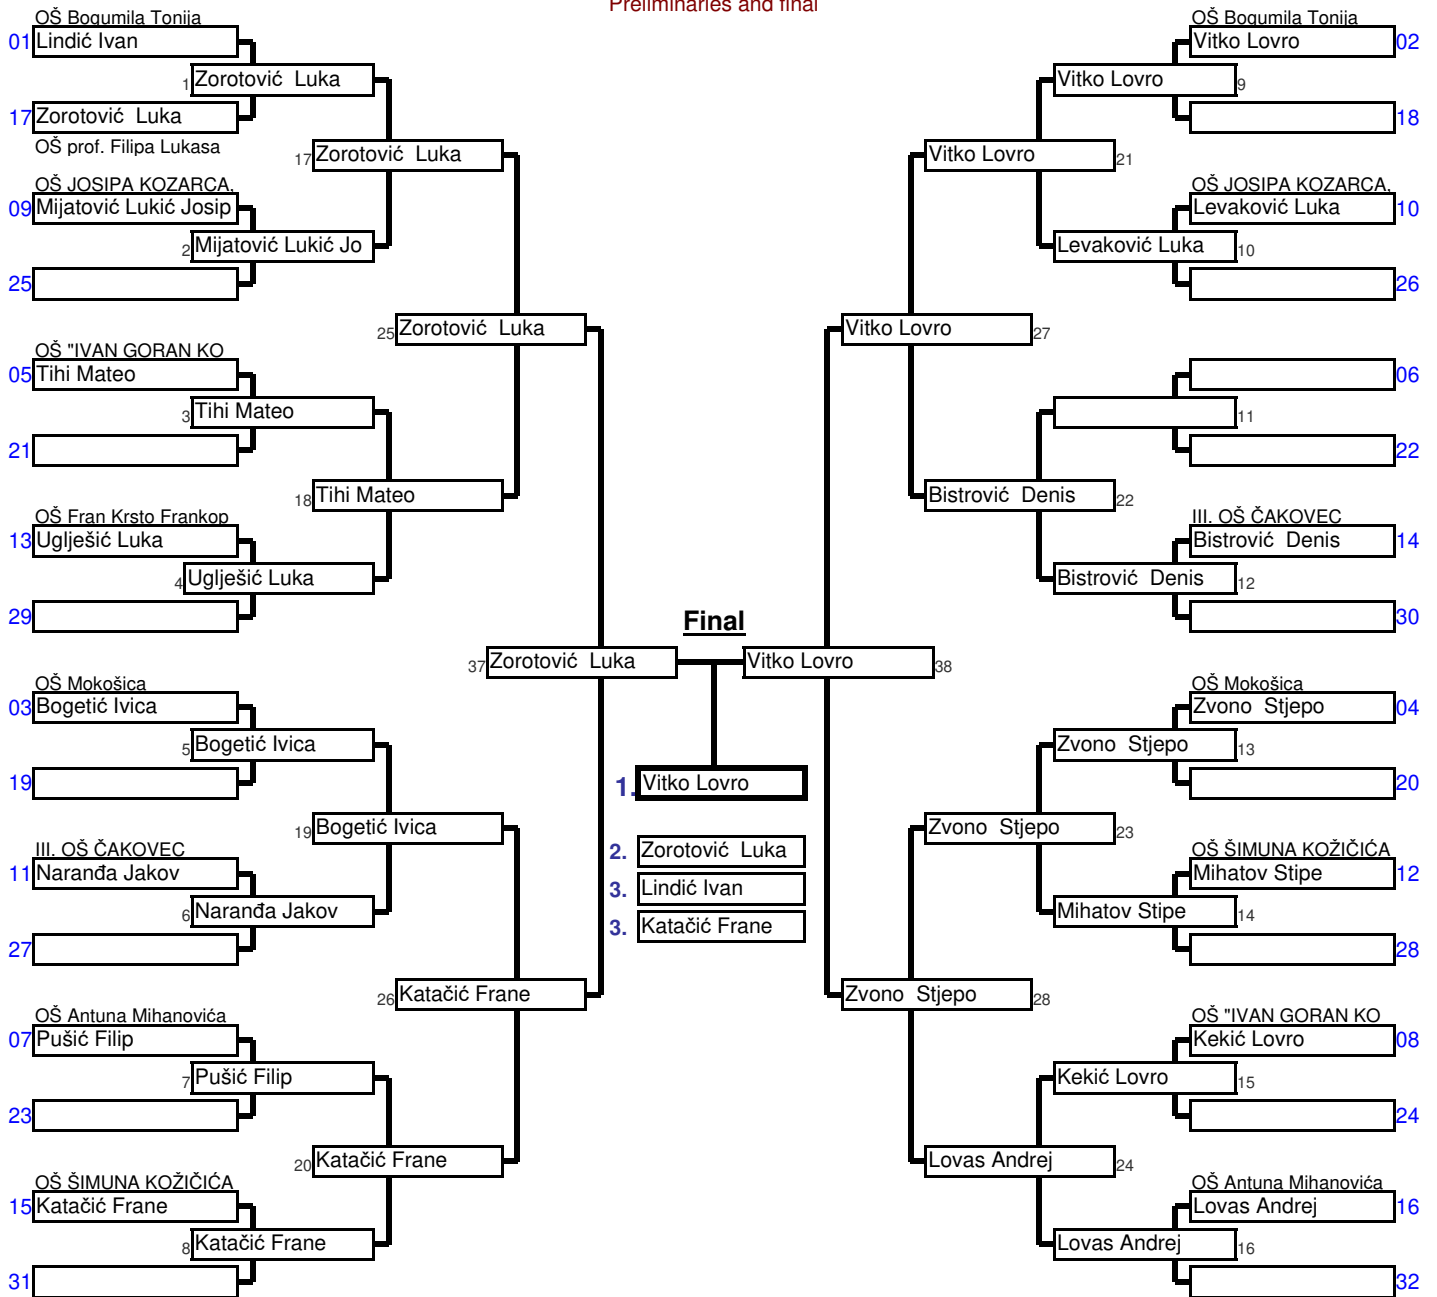 Preliminaries and final
OŠ Bogumila Tonija
01 Lindić Ivan
1 Zorotović  Luka
17 Zorotović  Luka
OŠ prof. Filipa Lukasa
17 Zorotović  Luka
OŠ JOSIPA KOZARCA,
09 Mijatović Lukić Josip
2 Mijatović Lukić Jo
25
25 Zorotović  Luka
OŠ "IVAN GORAN KO
05 Tihi Mateo
3 Tihi Mateo
21
18 Tihi Mateo
OŠ Fran Krsto Frankop
13 Uglješić Luka
4 Uglješić Luka
29
37 Zorotović  Luka
OŠ Mokošica
03 Bogetić Ivica
5 Bogetić Ivica
19
19 Bogetić Ivica
III. OŠ ČAKOVEC
11 Naranđa Jakov
6 Naranđa Jakov
27
26 Katačić Frane
OŠ Antuna Mihanovića
07 Pušić Filip
7 Pušić Filip
23
20 Katačić Frane
OŠ ŠIMUNA KOŽIČIĆA
15 Katačić Frane
8 Katačić Frane
31
Final
1. Vitko Lovro
2. Zorotović  Luka
3. Lindić Ivan
3. Katačić Frane
OŠ Bogumila Tonija
Vitko Lovro 02
Vitko Lovro 9
18
Vitko Lovro 21
OŠ JOSIPA KOZARCA,
Levaković Luka 10
Levaković Luka 10
26
Vitko Lovro 27
06
11
22
Bistrović  Denis 22
III. OŠ ČAKOVEC
Bistrović  Denis 14
Bistrović  Denis 12
30
Vitko Lovro 38
OŠ Mokošica
Zvono  Stjepo 04
Zvono  Stjepo 13
20
Zvono  Stjepo 23
OŠ ŠIMUNA KOŽIČIĆA
Mihatov Stipe 12
Mihatov Stipe 14
28
Zvono  Stjepo 28
OŠ "IVAN GORAN KO
Kekić Lovro 08
Kekić Lovro 15
24
Lovas Andrej 24
OŠ Antuna Mihanovića
Lovas Andrej 16
Lovas Andrej 16
32